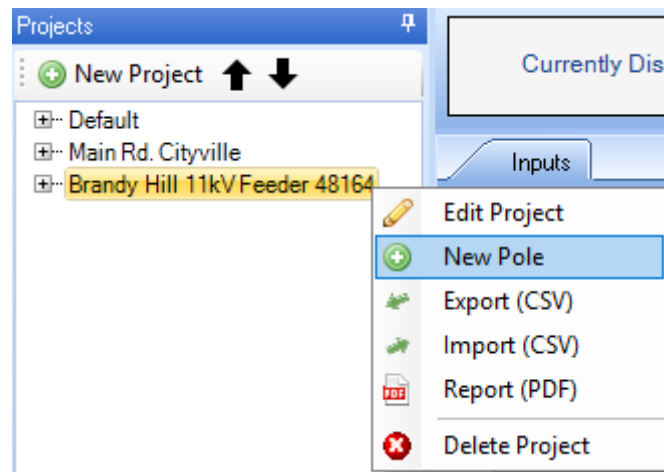 Projects
New Project
Default
Main Rd. Cityville
Brandy Hill 11kV Feeder 48164
Currently Dis
Inputs
Edit Project
New Pole
Export (CSV)
Import (CSV)
PDF
Report (PDF)
Delete Project